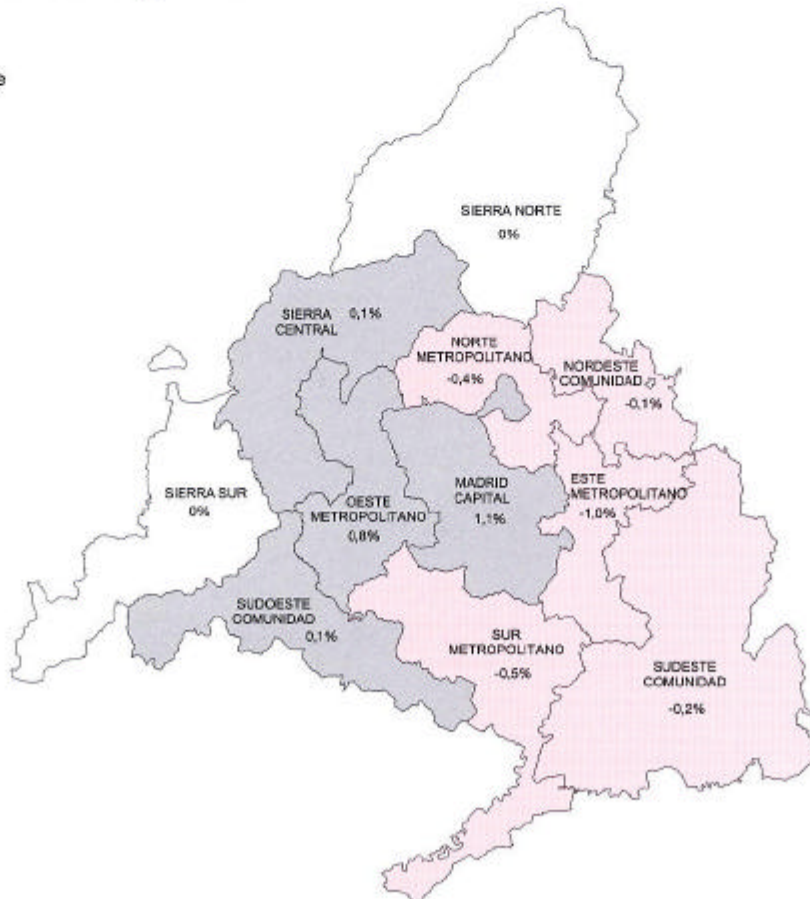 e
SIERRA NORTE
0%
SIERRA
CENTRAL
0,1%
NORTE
METROPOLITANO
-0,4%
NORDESTE
COMUNIDAD
-0,1%
SIERRA SUR
0%
OESTE
METROPOLITANO
0,8%
MADRID
CAPITAL
1,1%
ESTE
METROPOLITANO
-1,0%
SUDOESTE
COMUNIDAD
0,1%
SUR
METROPOLITANO
-0,5%
SUDESTE
COMUNIDAD
-0,2%